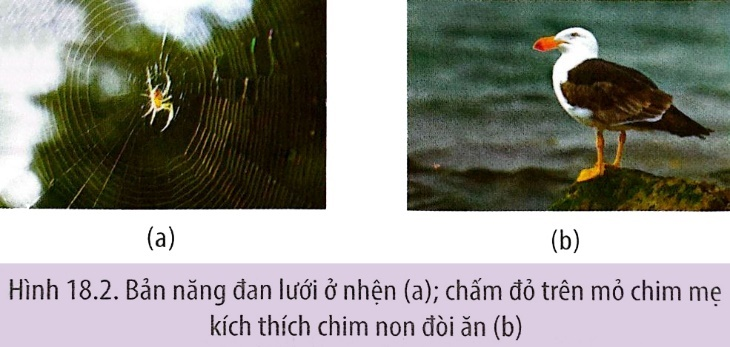 (a)
(b)
Hình 18.2. Bản năng đan lưới ở nhện (a); chấm đỏ trên mỏ chim mẹ
kích thích chim non đòi ăn (b)